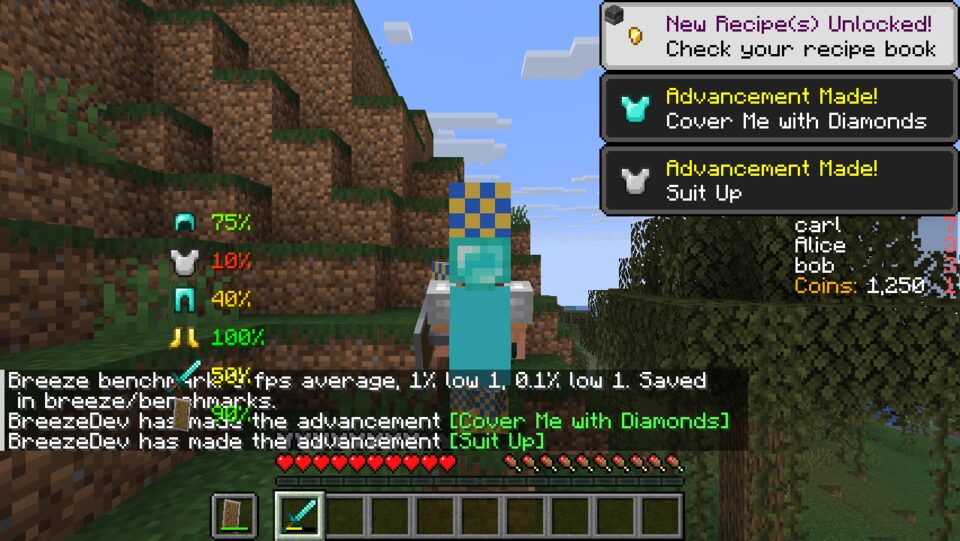 New Recipe(s) Unlocked!
Check your recipe book
Advancement Made!
Cover Me with Diamonds
Advancement Made!
Suit Up
carl
Alice
bob
Coins: 1,250
75%
10%
40%
100%
50%
90%
Breeze benchmark: fps average, 1% low 1, 0.1% low 1. Saved
in breeze/benchmarks.
BreezeDev has made the advancement [Cover Me with Diamonds]
BreezeDev has made the advancement [Suit Up]